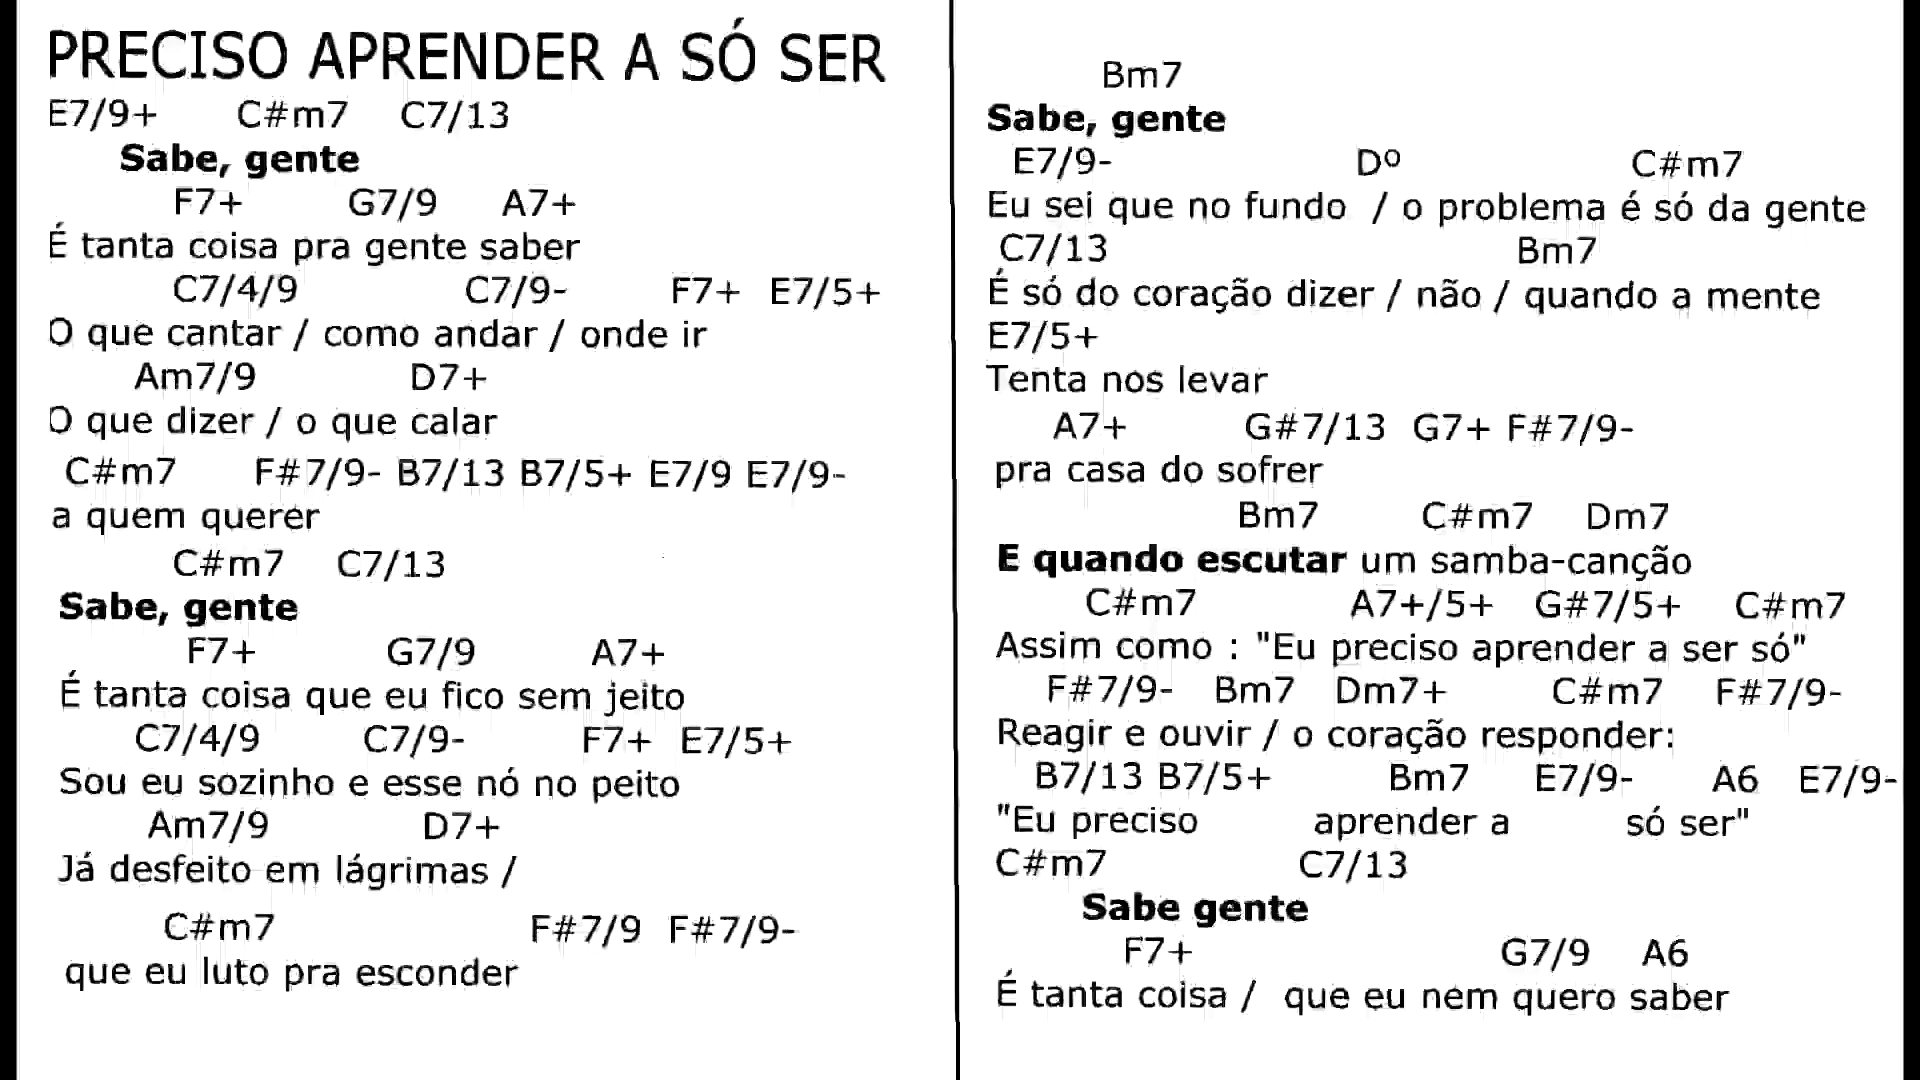 PRECISO APRENDER A SÓ SER
E7/9+ C#m7 C7/13
Sabe, gente
F7+ G7/9 A7+
É tanta coisa pra gente saber
C7/4/9 C7/9- F7+ E7/5+
O que cantar / como andar / onde ir
Am7/9 D7+
O que dizer / o que calar
C#m7 F#7/9- B7/13 B7/5+ E7/9 E7/9-
a quem querer
C#m7 C7/13
Sabe, gente
F7+ G7/9 A7+
É tanta coisa que eu fico sem jeito
C7/4/9 C7/9- F7+ E7/5+
Sou eu sozinho e esse nó no peito
Am7/9 D7+
Já desfeito em lágrimas /
C#m7 F#7/9 F#7/9-
que eu luto pra esconder
Bm7
Sabe, gente
E7/9- Dº C#m7
Eu sei que no fundo / o problema é só da gente
C7/13 Bm7
É só do coração dizer / não / quando a mente
E7/5+
Tenta nos levar
A7+ G#7/13 G7+ F#7/9-
pra casa do sofrer
Bm7 C#m7 Dm7
E quando escutar um samba-canção
C#m7 A7+/5+ G#7/5+ C#m7
Assim como : "Eu preciso aprender a ser só"
F#7/9- Bm7 Dm7+ C#m7 F#7/9-
Reagir e ouvir / o coração responder:
B7/13 B7/5+ Bm7 E7/9- A6 E7/9-
"Eu preciso aprender a só ser"
C#m7 C7/13
Sabe gente
F7+ G7/9 A6
É tanta coisa / que eu nem quero saber